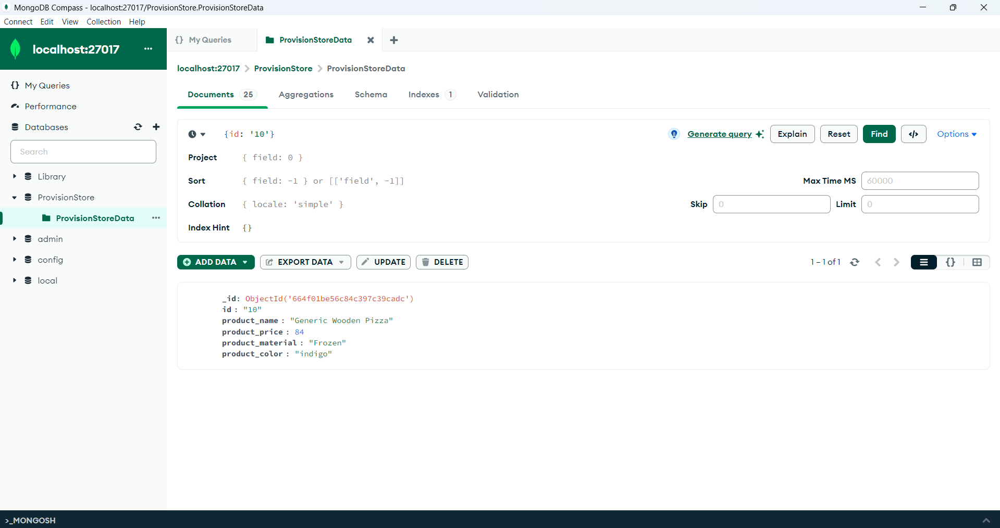 MongoDB Compass - localhost:27017/ProvisionStore.ProvisionStoreData
Connect Edit View Collection Help
localhost:27017 ...
{} My Queries
ProvisionStoreData
localhost:27017 > ProvisionStore > ProvisionStoreData
{} My Queries
Performance
Databases
Search
Library
ProvisionStore
ProvisionStoreData ...
admin
config
local
Documents 25 Aggregations Schema Indexes 1 Validation
{id: '10'}
Generate query Explain Reset Find </> Options
Project { field: 0 }
Sort { field: -1 } or [['field', -1]]
Max Time MS 60000
Collation { locale: 'simple' }
Skip 0 Limit 0
Index Hint {}
ADD DATA EXPORT DATA UPDATE DELETE
1 – 1 of 1 {}
_id: ObjectId('664f01be56c84c397c39cadc')
id : "10"
product_name : "Generic Wooden Pizza"
product_price : 84
product_material : "Frozen"
product_color : "indigo"
>_MONGOSH